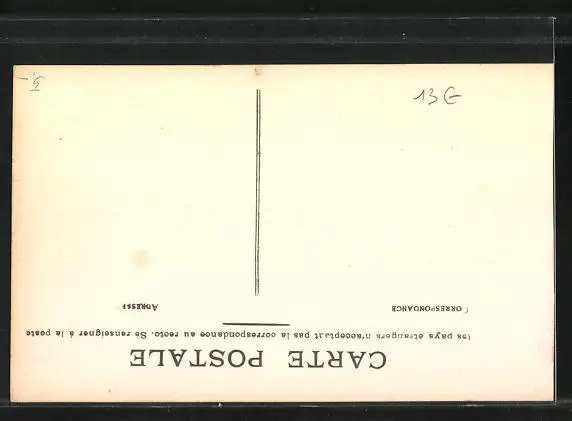 CARTE POSTALE
(es pays étrangers n'acceptant pas la correspondance au recto. Se renseigner à la poste
CORRESPONDANCE
ADRESSE
13 E